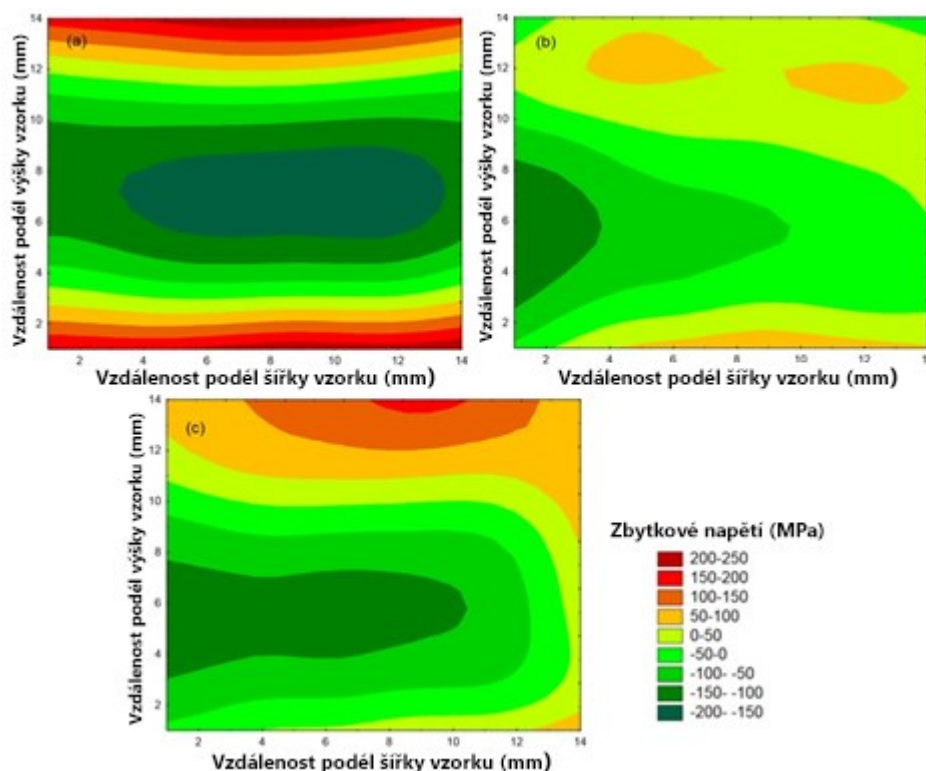 (a)
Vzdálenost podél výšky vzorku (mm)
14
12
10
8
6
4
2
2 4 6 8 10 12 14
Vzdálenost podél šířky vzorku (mm)
(b)
Vzdálenost podél výšky vzorku (mm)
14
12
10
8
6
4
2
2 4 6 8 10 12 14
Vzdálenost podél šířky vzorku (mm)
(c)
Vzdálenost podél výšky vzorku (mm)
14
12
10
8
6
4
2
2 4 6 8 10 12 14
Vzdálenost podél šířky vzorku (mm)
Zbytkové napětí (MPa)
200-250
150-200
100-150
50-100
0-50
-50-0
-100- -50
-150- -100
-200- -150